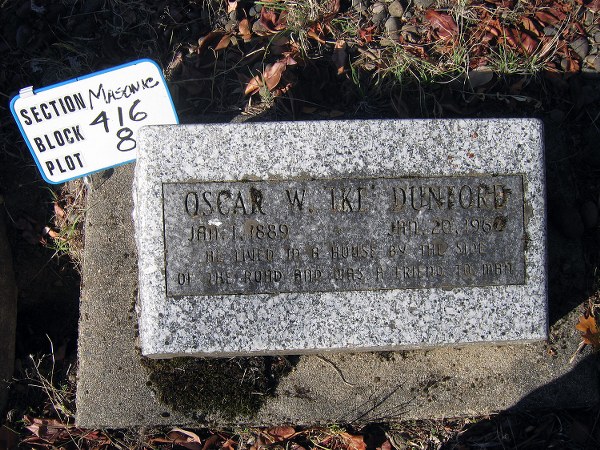 SECTION MASONIC
BLOCK 416
PLOT 8
OSCAR W. 'IKE' DUNFORD
JAN. 1, 1889 JAN. 20, 1960
HE LIVED IN A HOUSE BY THE SIDE
OF THE ROAD AND WAS A FRIEND TO MAN